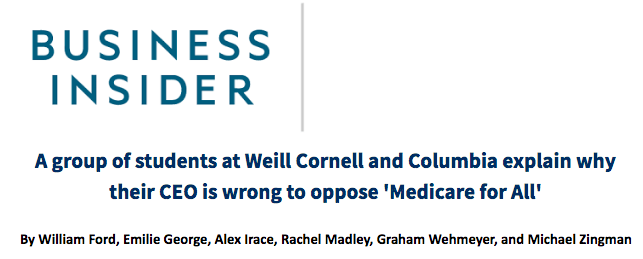 BUSINESS
INSIDER
A group of students at Weill Cornell and Columbia explain why
their CEO is wrong to oppose 'Medicare for All'
By William Ford, Emilie George, Alex Irace, Rachel Madley, Graham Wehmeyer, and Michael Zingman